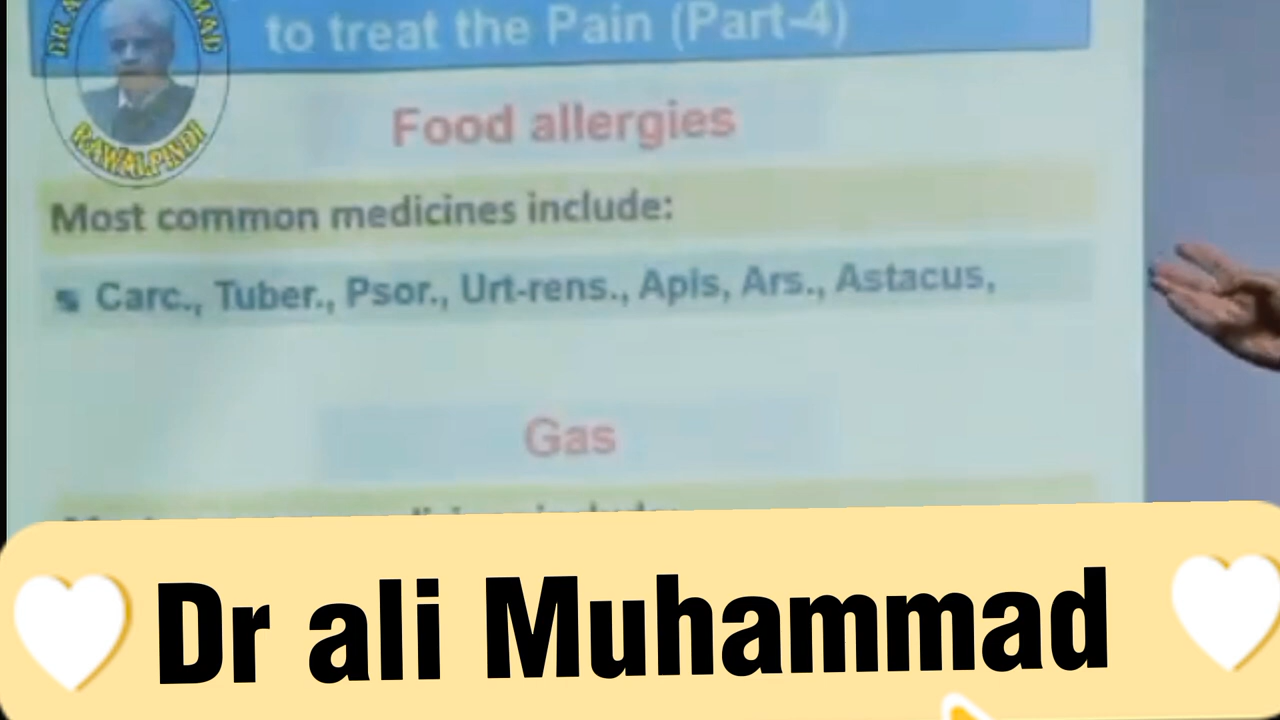 to treat the Pain (Part-4)
RAWALPINDI
Food allergies
Most common medicines include:
Carc., Tuber., Psor., Urt-rens., Apis, Ars., Astacus,
Gas
Dr ali Muhammad